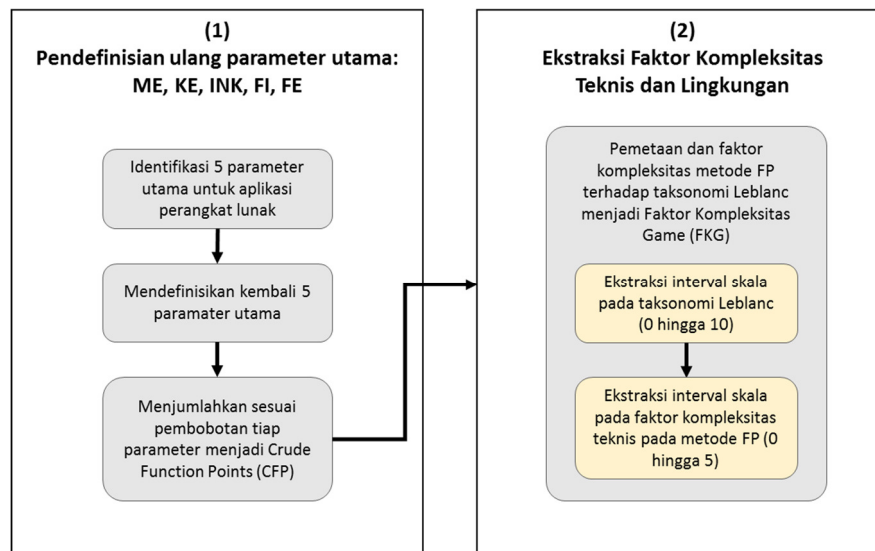 (1)
Pendefinisian ulang parameter utama:
ME, KE, INK, FI, FE
Identifikasi 5 parameter
utama untuk aplikasi
perangkat lunak
Mendefinisikan kembali 5
paramater utama
Menjumlahkan sesuai
pembobotan tiap
parameter menjadi Crude
Function Points (CFP)
(2)
Ekstraksi Faktor Kompleksitas
Teknis dan Lingkungan
Pemetaan dan faktor
kompleksitas metode FP
terhadap taksonomi Leblanc
menjadi Faktor Kompleksitas
Game (FKG)
Ekstraksi interval skala
pada taksonomi Leblanc
(0 hingga 10)
Ekstraksi interval skala
pada faktor kompleksitas
teknis pada metode FP (0
hingga 5)